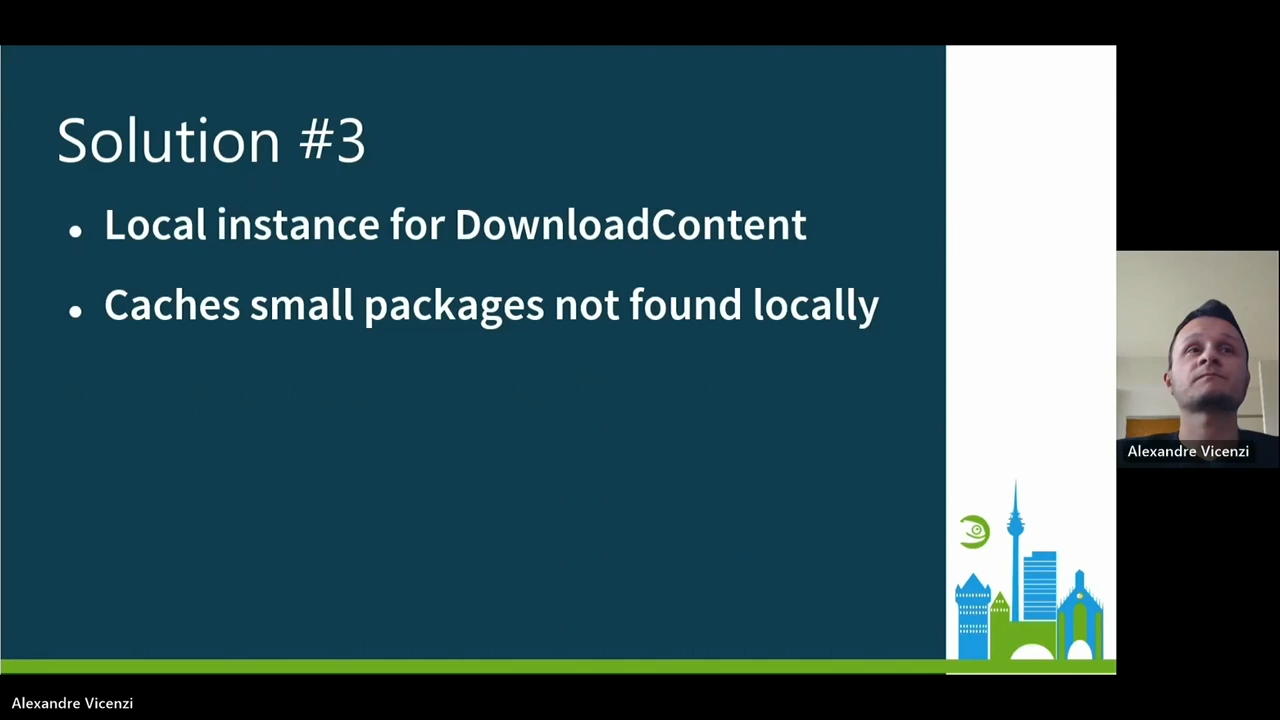 Solution #3
Local instance for DownloadContent
Caches small packages not found locally
Alexandre Vicenzi
Alexandre Vicenzi